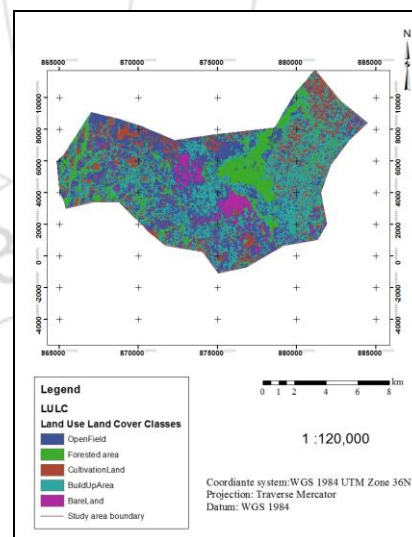 N
865000 870000 875000 880000 885000
10000 10000
8000 8000
6000 6000
4000 4000
2000 2000
0 0
-2000 -2000
-4000 -4000
865000 870000 875000 880000 885000
Legend
LULC
Land Use Land Cover Classes
OpenField
Forested area
CultivationLand
BuildUpArea
BareLand
Study area boundary
km
0 1 2 4 6 8
1 :120,000
Coordiante system:WGS 1984 UTM Zone 36N
Projection: Traverse Mercator
Datum: WGS 1984